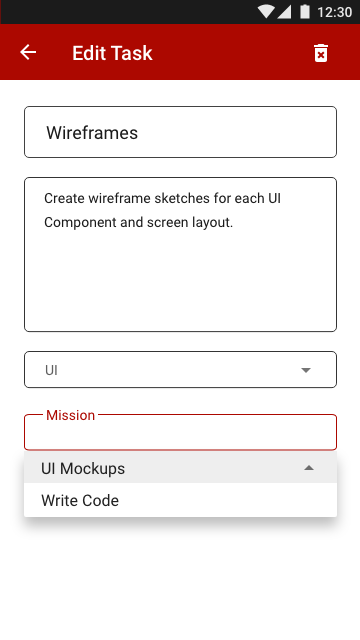 12:30
Edit Task
Wireframes
Create wireframe sketches for each UI
Component and screen layout.
UI
Mission
UI Mockups
Write Code